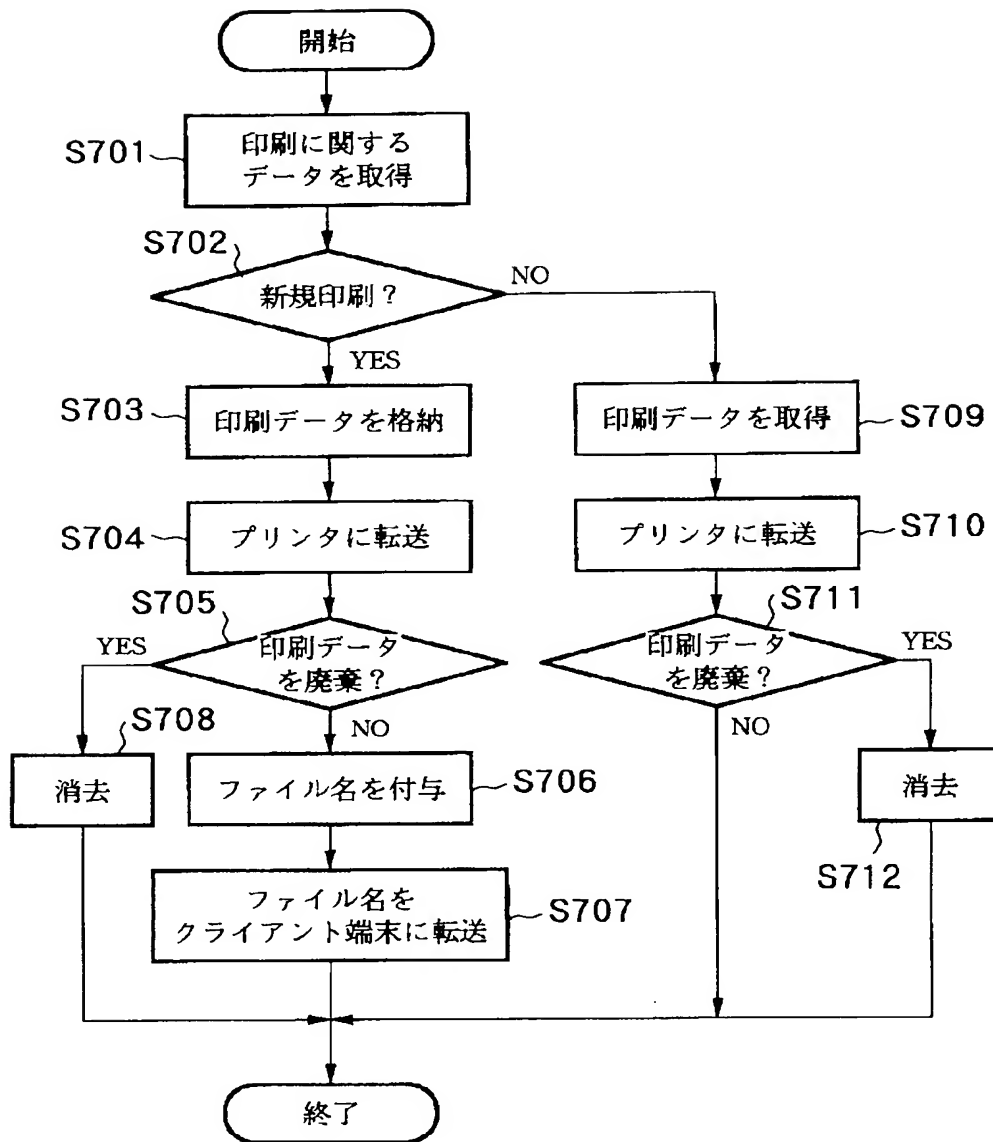 開始
S701
印刷に関する
データを取得
S702
新規印刷？
NO
YES
S703
印刷データを格納
印刷データを取得
S709
S704
プリンタに転送
プリンタに転送
S710
S705
YES
印刷データ
を廃棄？
S711
印刷データ
を廃棄？
YES
NO
NO
S708
消去
ファイル名を付与
S706
消去
S712
ファイル名を
クライアント端末に転送
S707
終了